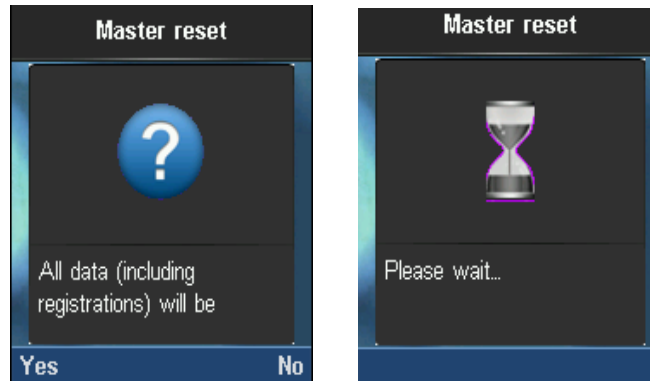 Master reset
?
All data (including
registrations) will be
Yes No
Master reset
Please wait...